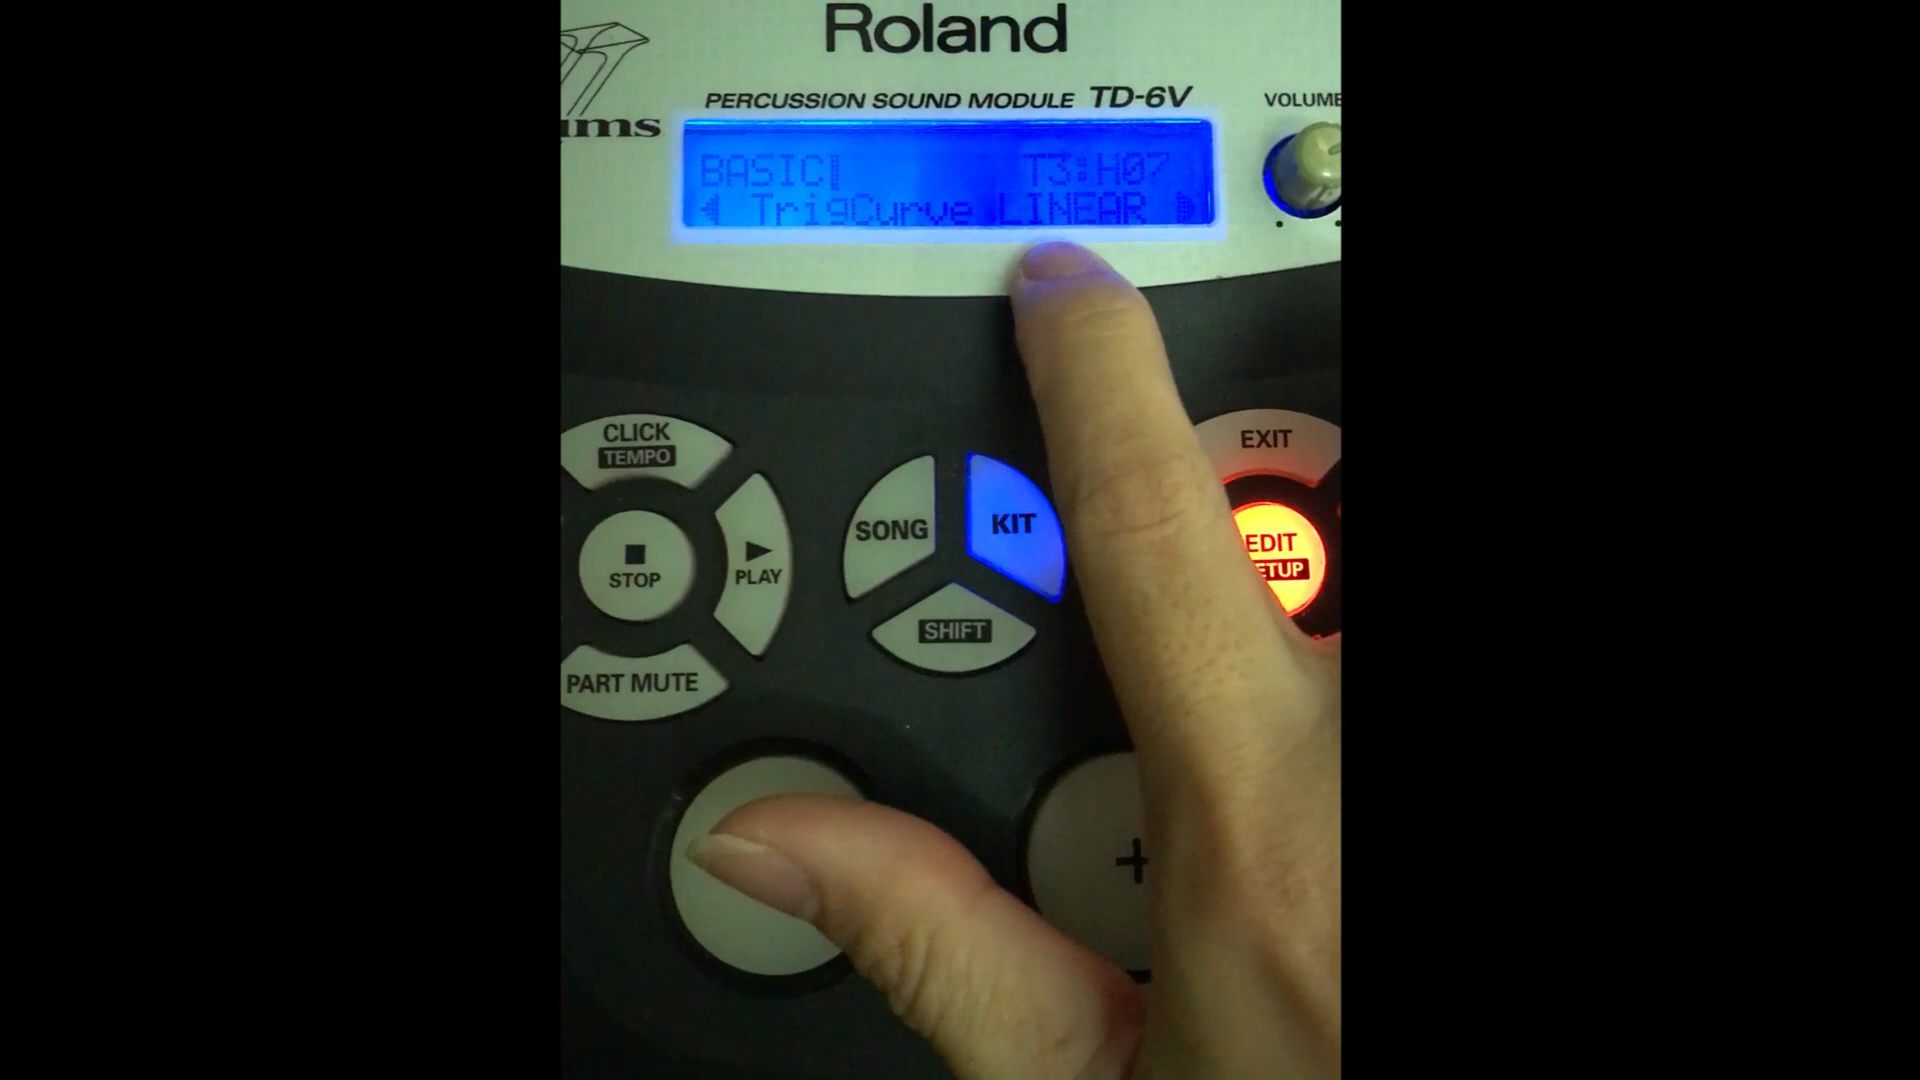 Roland
PERCUSSION SOUND MODULE TD-6V
VOLUME
BASIC T3:H07
TrigCurve LINEAR
CLICK
TEMPO
STOP
PLAY
PART MUTE
SONG
KIT
SHIFT
EXIT
EDIT
+